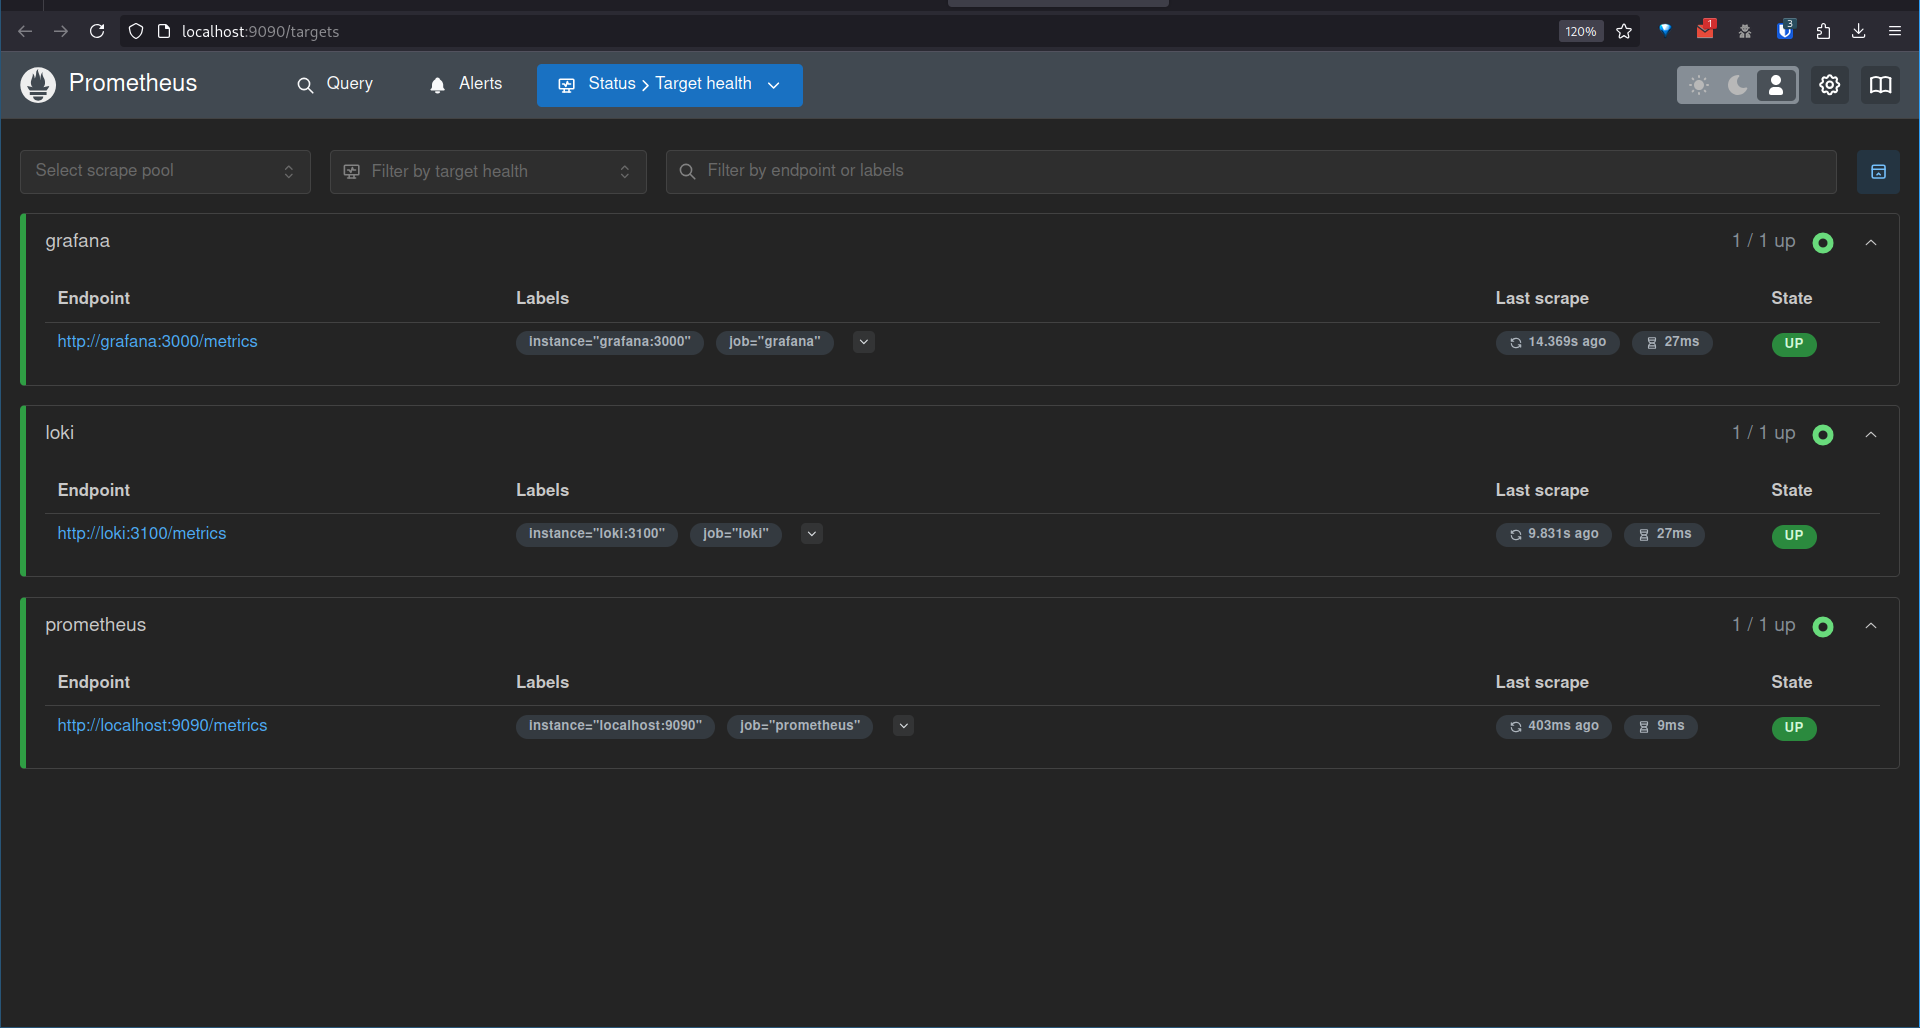 localhost:9090/targets
120%
1
3
Prometheus
Query
Alerts
Status > Target health
Select scrape pool
Filter by target health
Filter by endpoint or labels
grafana
1 / 1 up
Endpoint Labels Last scrape State
http://grafana:3000/metrics instance="grafana:3000" job="grafana" 14.369s ago 27ms UP
loki
1 / 1 up
Endpoint Labels Last scrape State
http://loki:3100/metrics instance="loki:3100" job="loki" 9.831s ago 27ms UP
prometheus
1 / 1 up
Endpoint Labels Last scrape State
http://localhost:9090/metrics instance="localhost:9090" job="prometheus" 403ms ago 9ms UP